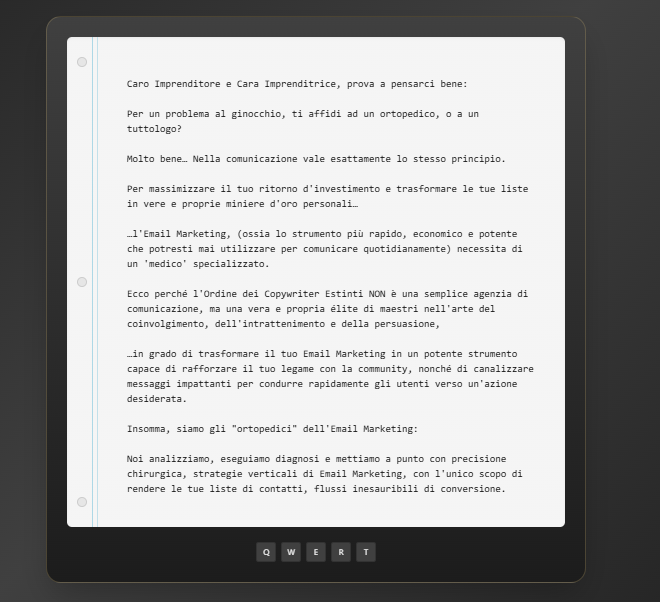 Caro Imprenditore e Cara Imprenditrice, prova a pensarci bene:
Per un problema al ginocchio, ti affidi ad un ortopedico, o a un
tuttologo?
Molto bene… Nella comunicazione vale esattamente lo stesso principio.
Per massimizzare il tuo ritorno d'investimento e trasformare le tue liste
in vere e proprie miniere d'oro personali…
…l'Email Marketing, (ossia lo strumento più rapido, economico e potente
che potresti mai utilizzare per comunicare quotidianamente) necessita di
un 'medico' specializzato.
Ecco perché l'Ordine dei Copywriter Estinti NON è una semplice agenzia di
comunicazione, ma una vera e propria élite di maestri nell'arte del
coinvolgimento, dell'intrattenimento e della persuasione,
…in grado di trasformare il tuo Email Marketing in un potente strumento
capace di rafforzare il tuo legame con la community, nonché di canalizzare
messaggi impattanti per condurre rapidamente gli utenti verso un'azione
desiderata.
Insomma, siamo gli "ortopedici" dell'Email Marketing:
Noi analizziamo, eseguiamo diagnosi e mettiamo a punto con precisione
chirurgica, strategie verticali di Email Marketing, con l'unico scopo di
rendere le tue liste di contatti, flussi inesauribili di conversione.
Q W E R T